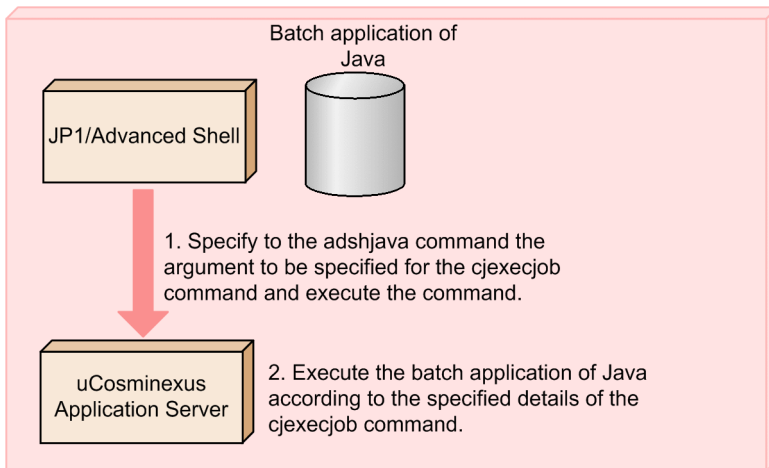 Batch application of
Java
JP1/Advanced Shell
1. Specify to the adshjava command the
argument to be specified for the cjexecjob
command and execute the command.
uCosminexus
Application Server
2. Execute the batch application of Java
according to the specified details of the
cjexecjob command.